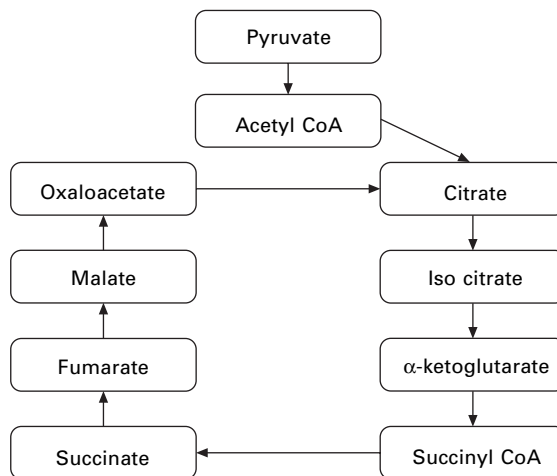 Pyruvate
Acetyl CoA
Oxaloacetate
Citrate
Malate
Iso citrate
Fumarate
α-ketoglutarate
Succinate
Succinyl CoA